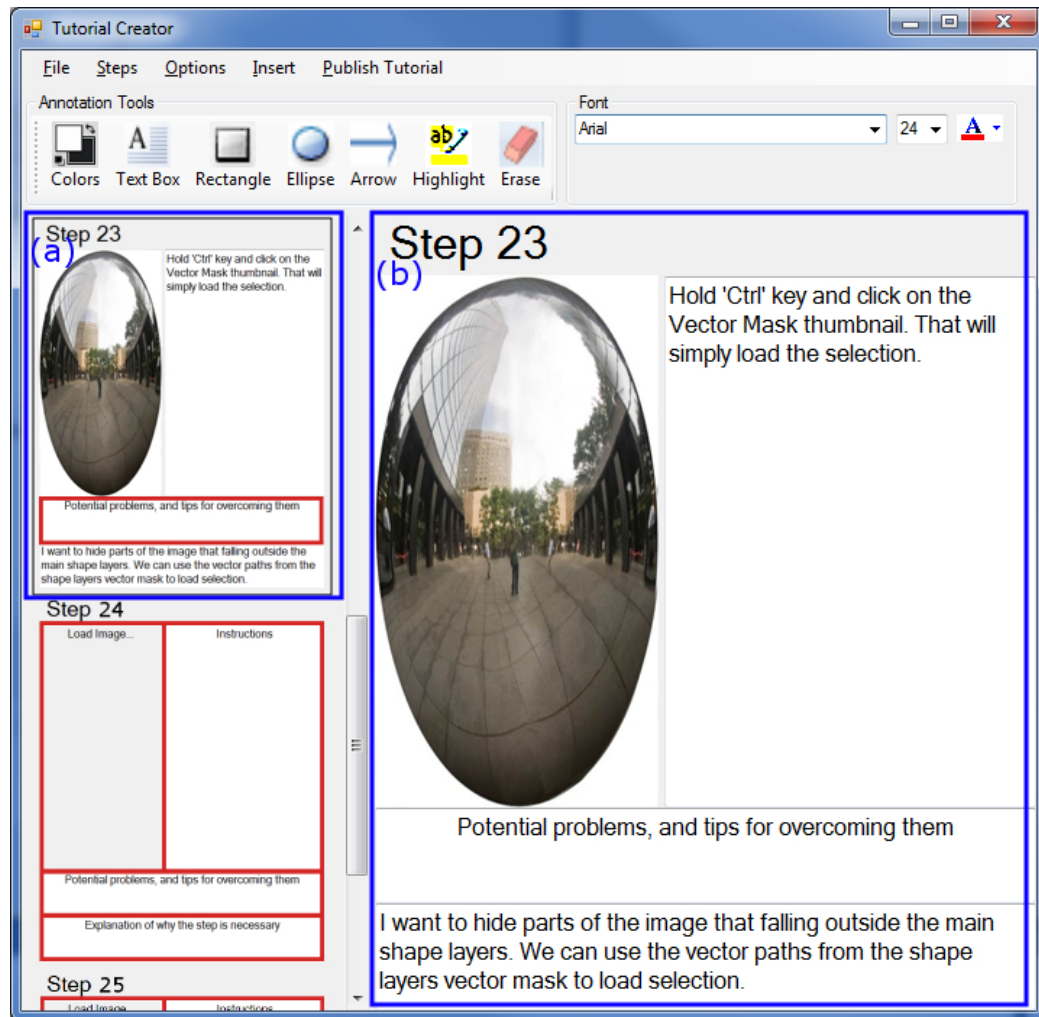 Tutorial Creator
File Steps Options Insert Publish Tutorial
Annotation Tools
Font
Arial
24
A
A
ab
Colors Text Box Rectangle Ellipse Arrow Highlight Erase
Step 23
(a)
Hold 'Ctrl' key and click on the
Vector Mask thumbnail. That will
simply load the selection.
Potential problems, and tips for overcoming them
I want to hide parts of the image that falling outside the
main shape layers. We can use the vector paths from the
shape layers vector mask to load selection.
Step 24
Load Image...
Instructions
Potential problems, and tips for overcoming them
Explanation of why the step is necessary
Step 25
Load Image...
Instructions
Step 23
(b)
Hold 'Ctrl' key and click on the
Vector Mask thumbnail. That will
simply load the selection.
Potential problems, and tips for overcoming them
I want to hide parts of the image that falling outside the main
shape layers. We can use the vector paths from the shape
layers vector mask to load selection.